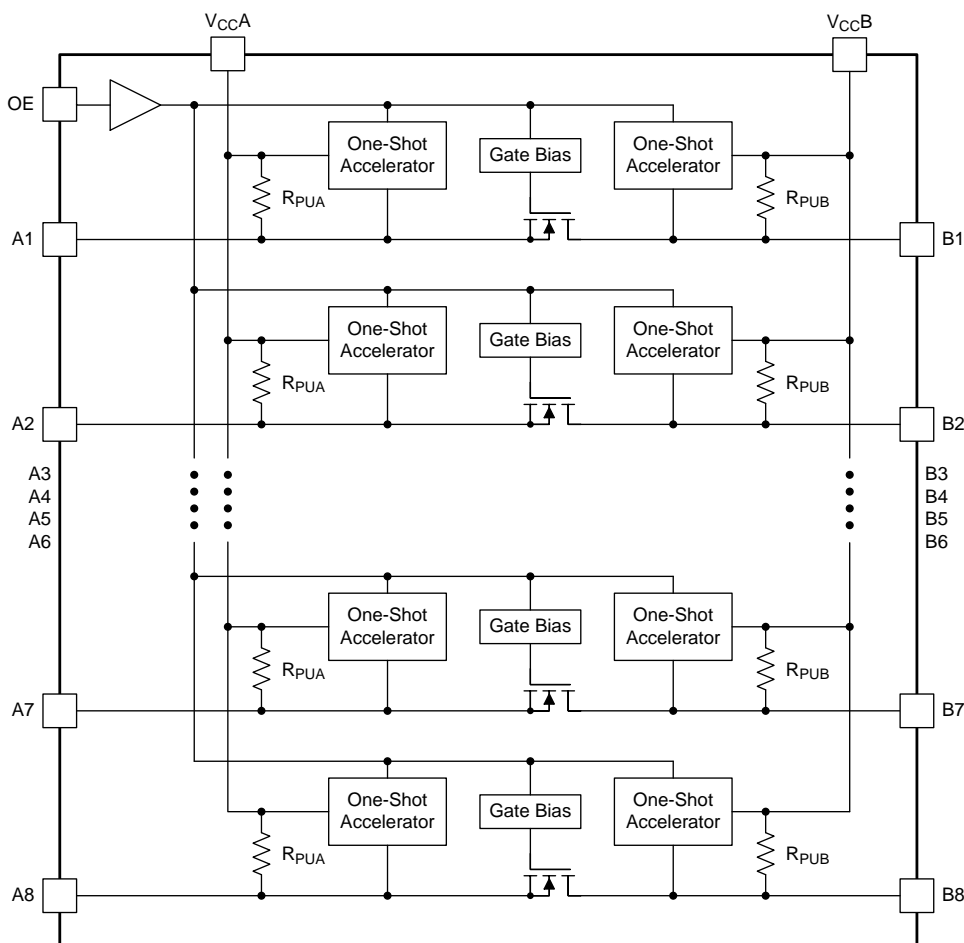 VCCA
VCCB
OE
One-Shot
Accelerator
Gate Bias
One-Shot
Accelerator
RPUA
RPUB
A1
B1
One-Shot
Accelerator
Gate Bias
One-Shot
Accelerator
RPUA
RPUB
A2
B2
A3
A4
A5
A6
B3
B4
B5
B6
One-Shot
Accelerator
Gate Bias
One-Shot
Accelerator
RPUA
RPUB
A7
B7
One-Shot
Accelerator
Gate Bias
One-Shot
Accelerator
RPUA
RPUB
A8
B8